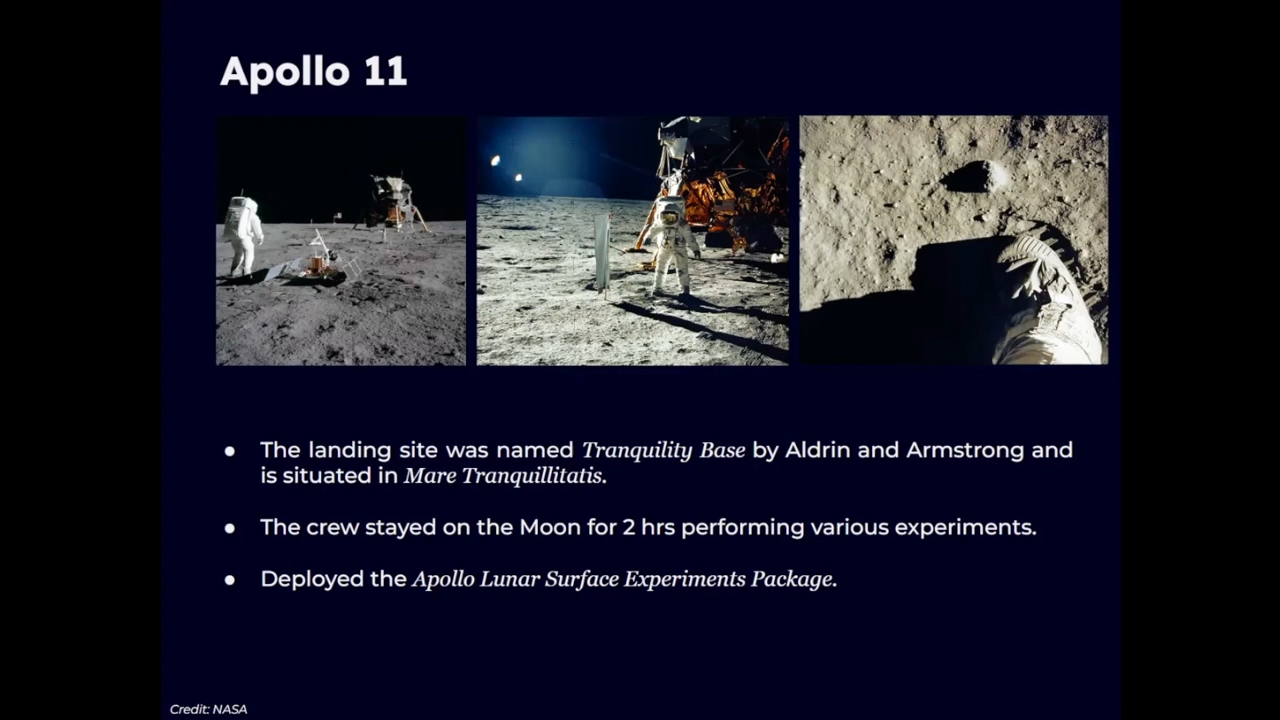 Apollo 11
● The landing site was named Tranquility Base by Aldrin and Armstrong and
is situated in Mare Tranquillitatis.
● The crew stayed on the Moon for 2 hrs performing various experiments.
● Deployed the Apollo Lunar Surface Experiments Package.
Credit: NASA